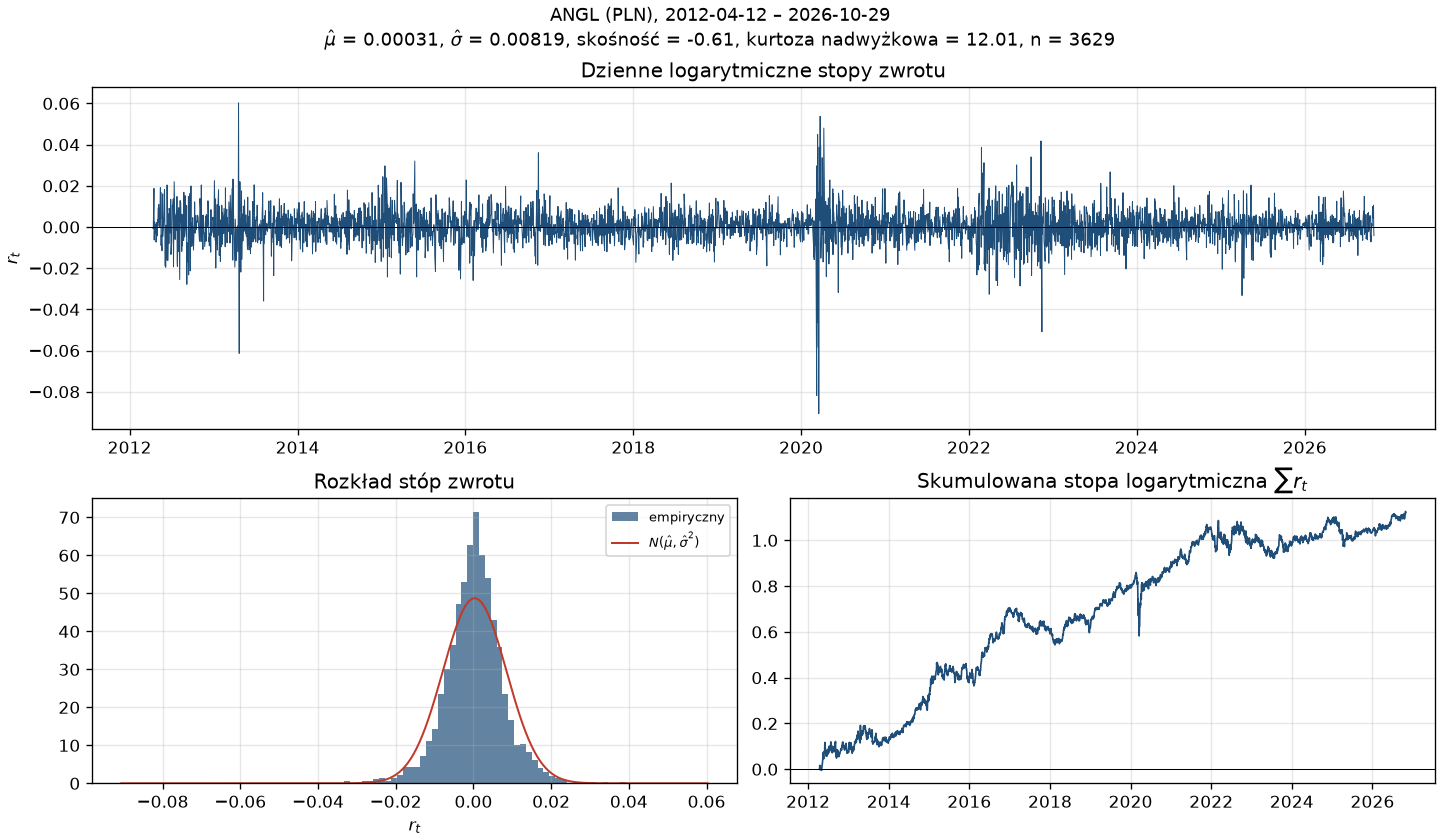 ANGL (PLN), 2012-04-12 – 2026-10-29
μ̂ = 0.00031, σ̂ = 0.00819, skośność = -0.61, kurtoza nadwyżkowa = 12.01, n = 3629
Dzienne logarytmiczne stopy zwrotu
0.06
0.04
0.02
0.00
−0.02
−0.04
−0.06
−0.08
r_t
2012 2014 2016 2018 2020 2022 2024 2026
Rozkład stóp zwrotu
70
60
50
40
30
20
10
0
empiryczny
N(μ̂, σ̂²)
−0.08 −0.06 −0.04 −0.02 0.00 0.02 0.04 0.06
r_t
Skumulowana stopa logarytmiczna ∑r_t
1.0
0.8
0.6
0.4
0.2
0.0
2012 2014 2016 2018 2020 2022 2024 2026